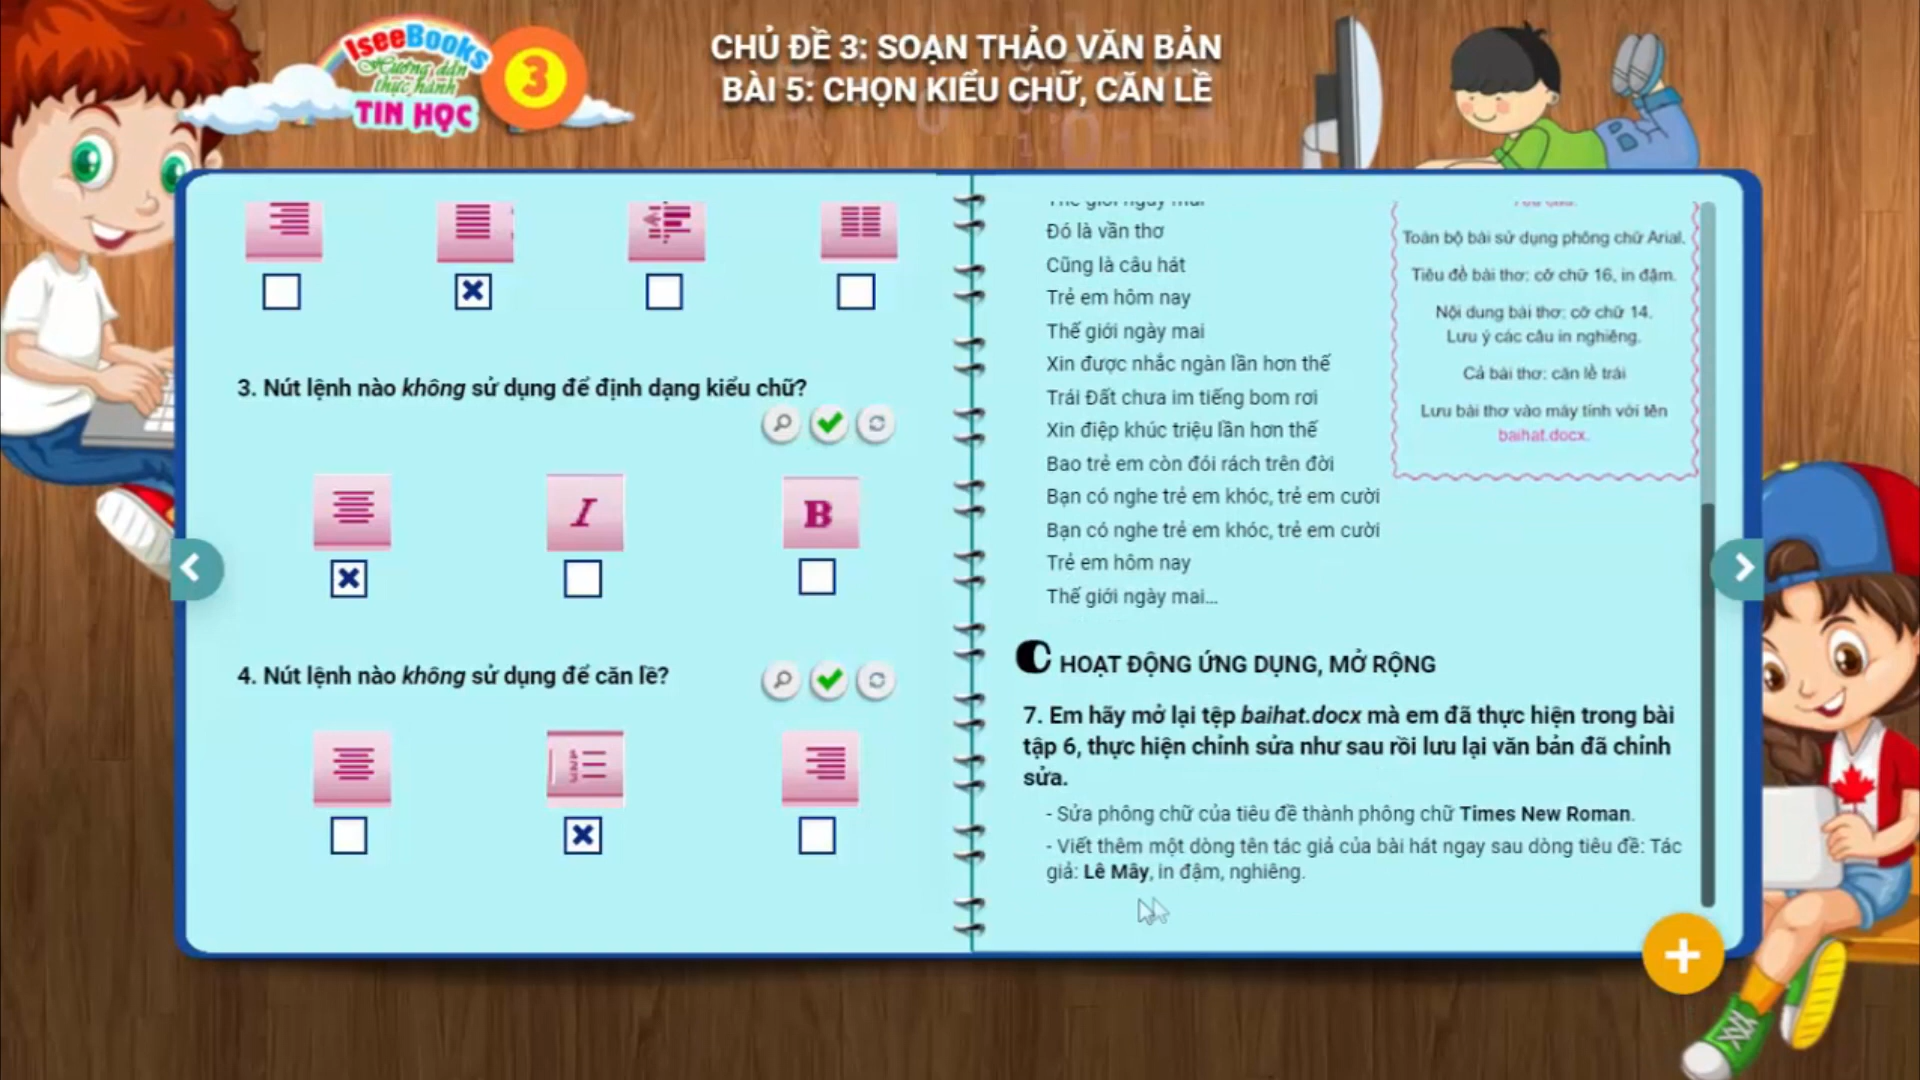 IseeBooks
Hướng dẫn
thực hành
TIN HỌC
3
CHỦ ĐỀ 3: SOẠN THẢO VĂN BẢN
BÀI 5: CHỌN KIỂU CHỮ, CĂN LỀ
3. Nút lệnh nào không sử dụng để định dạng kiểu chữ?
I
B
4. Nút lệnh nào không sử dụng để căn lề?
Thế giới ngày mai
Đó là vần thơ
Cũng là câu hát
Trẻ em hôm nay
Thế giới ngày mai
Xin được nhắc ngàn lần hơn thế
Trái Đất chưa im tiếng bom rơi
Xin điệp khúc triệu lần hơn thế
Bao trẻ em còn đói rách trên đời
Bạn có nghe trẻ em khóc, trẻ em cười
Bạn có nghe trẻ em khóc, trẻ em cười
Trẻ em hôm nay
Thế giới ngày mai...
Toàn bộ bài sử dụng phông chữ Arial.
Tiêu đề bài thơ: cỡ chữ 16, in đậm.
Nội dung bài thơ: cỡ chữ 14.
Lưu ý các câu in nghiêng.
Cả bài thơ: căn lề trái
Lưu bài thơ vào máy tính với tên
baihat.docx.
C HOẠT ĐỘNG ỨNG DỤNG, MỞ RỘNG
7. Em hãy mở lại tệp baihat.docx mà em đã thực hiện trong bài
tập 6, thực hiện chỉnh sửa như sau rồi lưu lại văn bản đã chỉnh
sửa.
- Sửa phông chữ của tiêu đề thành phông chữ Times New Roman.
- Viết thêm một dòng tên tác giả của bài hát ngay sau dòng tiêu đề: Tác
giả: Lê Mây, in đậm, nghiêng.